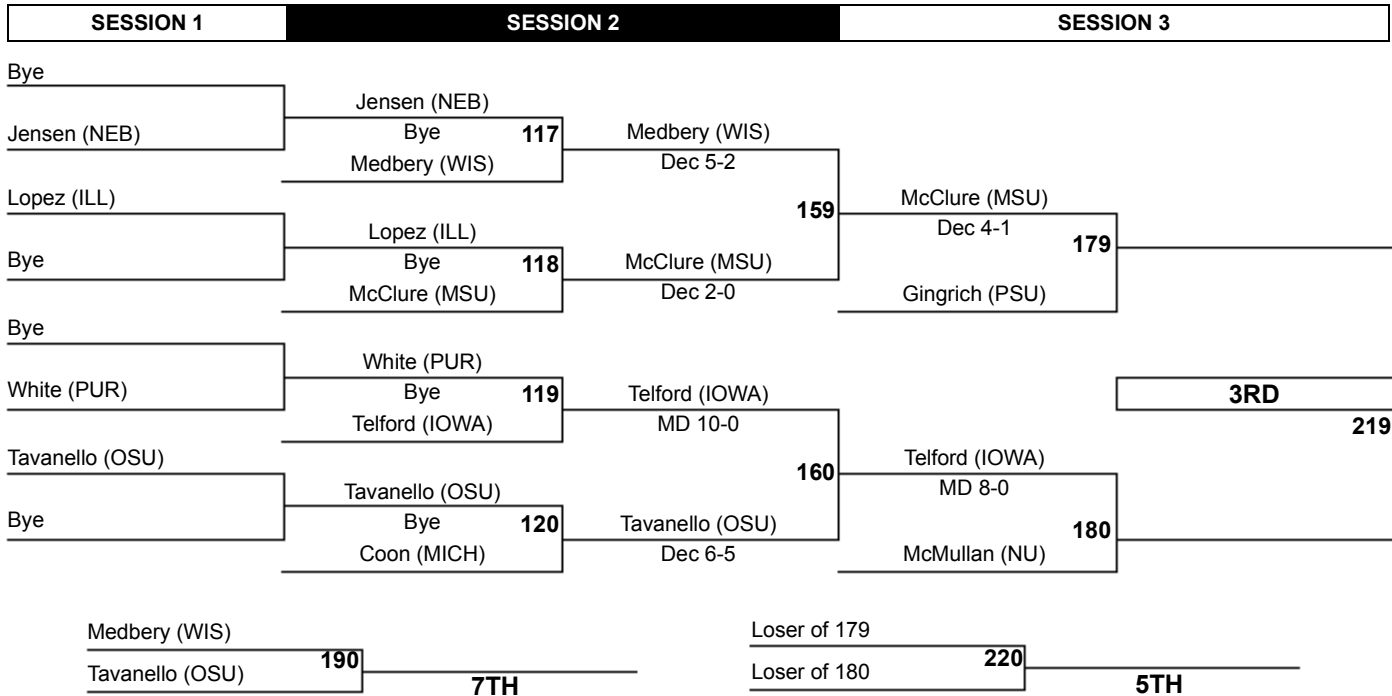 SESSION 1 SESSION 2 SESSION 3
Bye
Jensen (NEB)
Jensen (NEB)
Bye 117
Medbery (WIS)
Medbery (WIS)
Dec 5-2
Lopez (ILL)
159
McClure (MSU)
Dec 4-1
Lopez (ILL)
Bye
Bye 118
McClure (MSU)
McClure (MSU)
Dec 2-0
179
Gingrich (PSU)
Bye
White (PUR)
White (PUR)
Bye 119
Telford (IOWA)
Telford (IOWA)
MD 10-0
3RD
219
Tavanello (OSU)
160
Telford (IOWA)
MD 8-0
Tavanello (OSU)
Bye
Bye 120
Coon (MICH)
Tavanello (OSU)
Dec 6-5
180
McMullan (NU)
Medbery (WIS)
190
Tavanello (OSU)
7TH
Loser of 179
220
Loser of 180
5TH